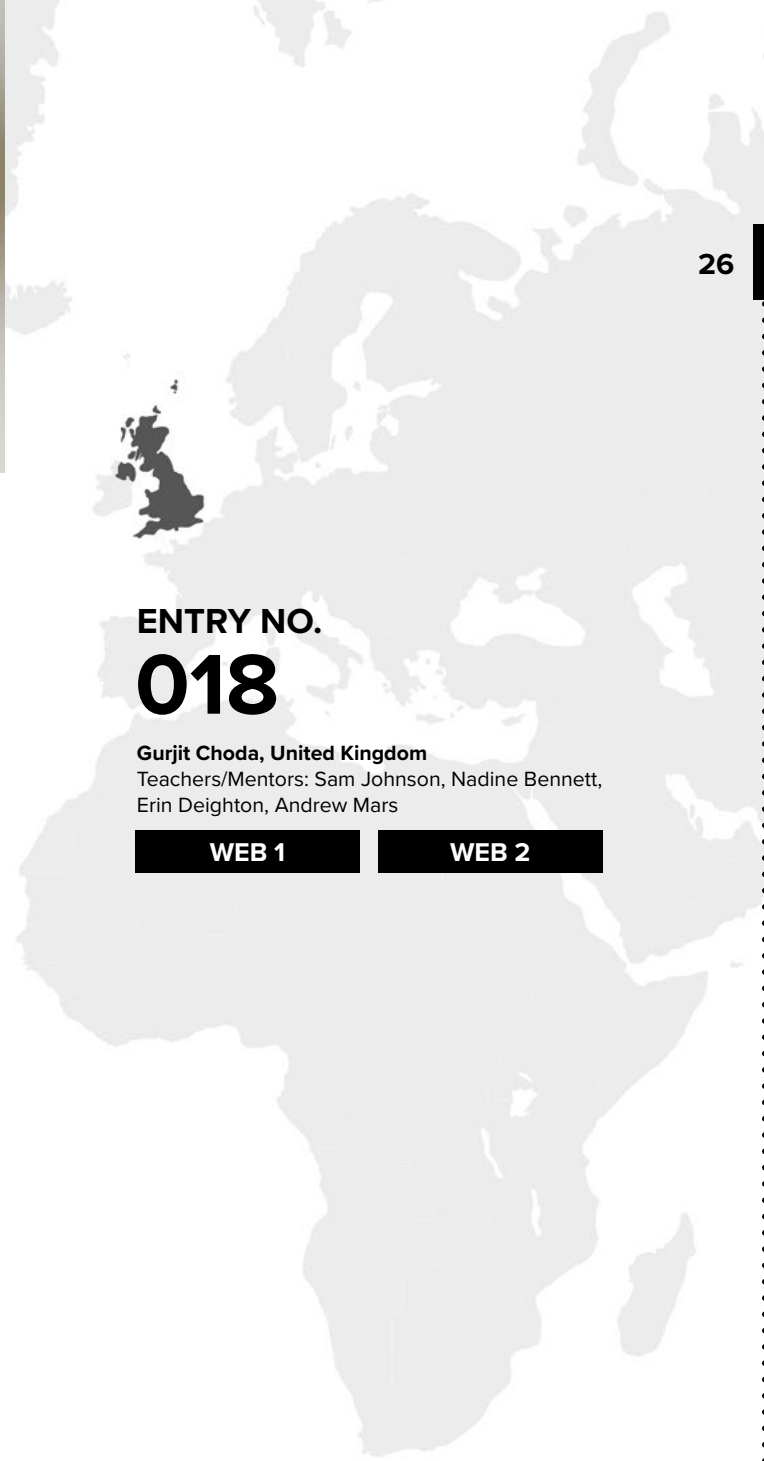 26
ENTRY NO.
018
Gurjit Choda, United Kingdom
Teachers/Mentors: Sam Johnson, Nadine Bennett,
Erin Deighton, Andrew Mars
WEB 1 WEB 2